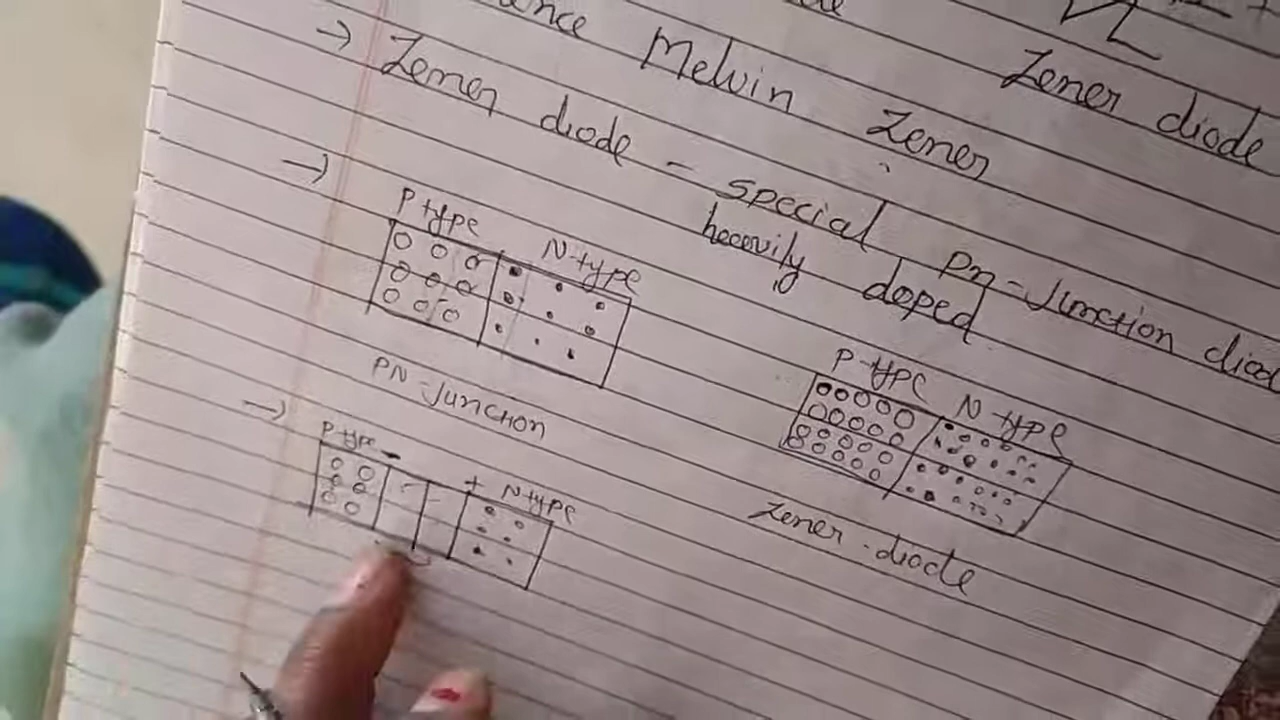 Zener diode
Melvin Zener
→ Zener diode - special Pn-Junction diod
heavily doped
→ P type N-type
PN-Junction
P-type N type
Zener-diode
→ P type - + N-type